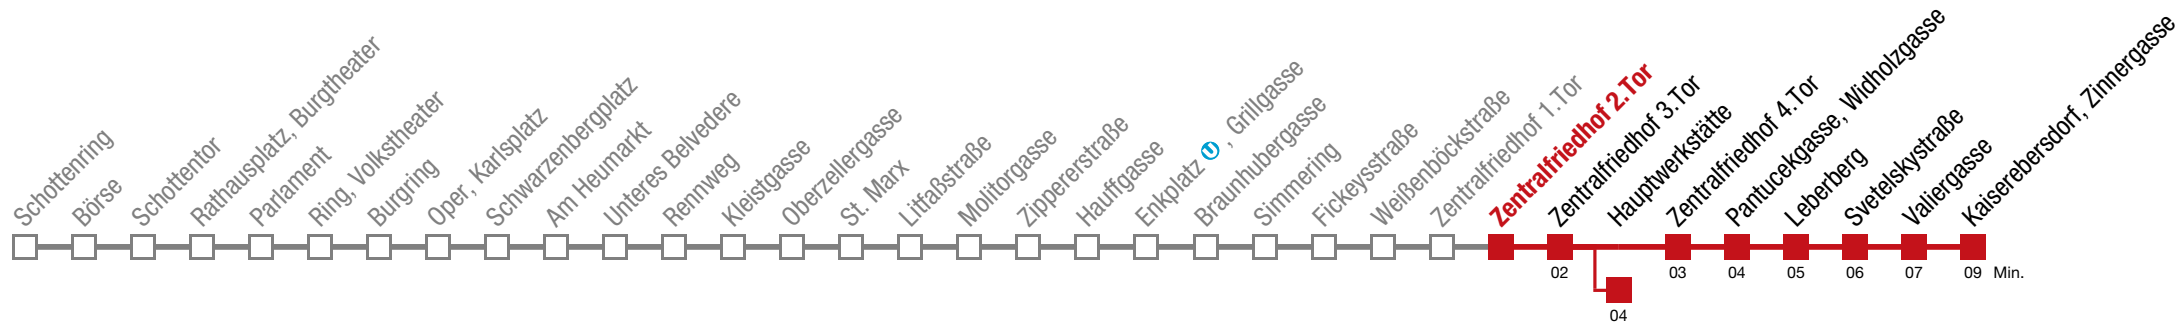 Schottenring
Börse
Schottentor
Rathausplatz, Burgtheater
Parlament
Ring, Volkstheater
Burgring
Oper, Karlsplatz
Schwarzenbergplatz
Am Heumarkt
Unteres Belvedere
Rennweg
Kleistgasse
Oberzellergasse
St. Marx
Litfaßstraße
Molitorgasse
Zippererstraße
Hauffgasse
Enkplatz U, Grillgasse
Braunhubergasse
Simmering
Fickeysstraße
Weißenböckstraße
Zentralfriedhof 1.Tor
Zentralfriedhof 2.Tor
Zentralfriedhof 3.Tor
Hauptwerkstätte
Zentralfriedhof 4.Tor
Pantucekgasse, Widholzgasse
Leberberg
Svetelskystraße
Valiergasse
Kaiserebersdorf, Zinnergasse
02 03 04 05 06 07 09 Min.
04